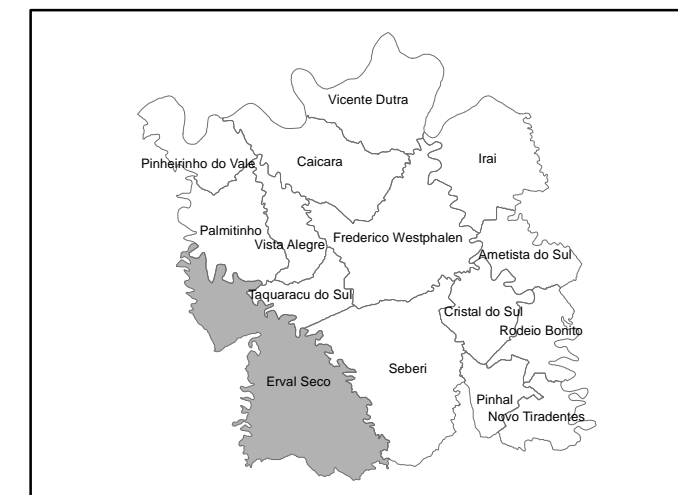 Vicente Dutra
Pinheirinho do Vale
Caicara
Irai
Palmitinho
Vista Alegre
Frederico Westphalen
Ametista do Sul
Taquaracu do Sul
Cristal do Sul
Rodeio Bonito
Erval Seco
Seberi
Pinhal
Novo Tiradentes